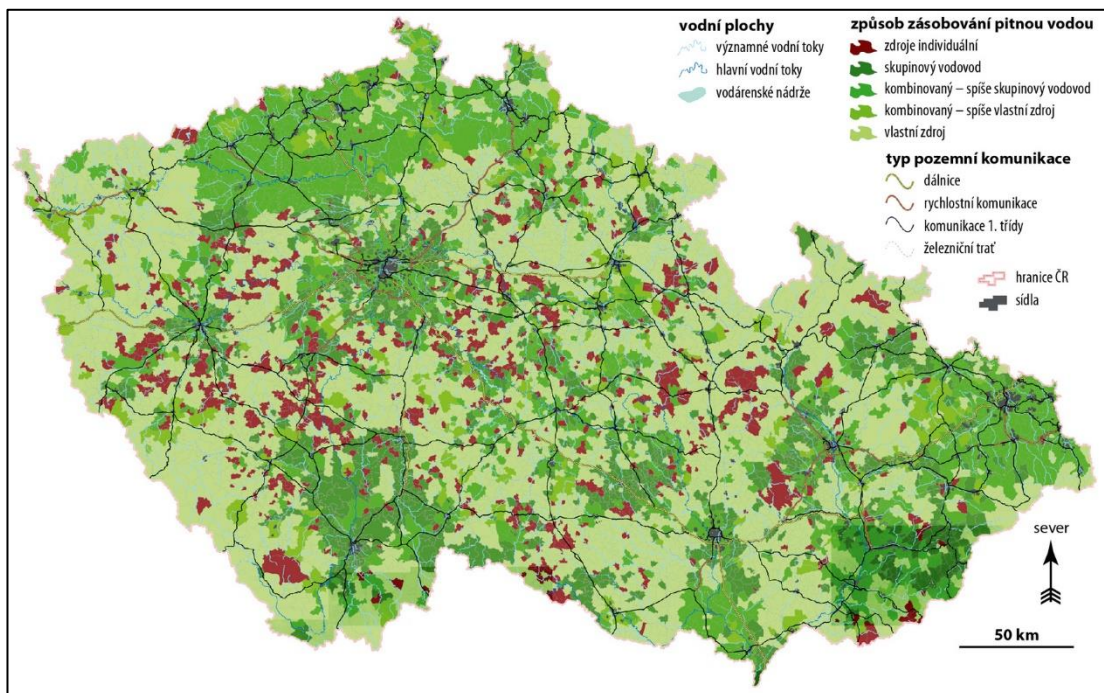 vodní plochy
významné vodní toky
hlavní vodní toky
vodárenské nádrže
způsob zásobování pitnou vodou
zdroje individuální
skupinový vodovod
kombinovaný – spíše skupinový vodovod
kombinovaný – spíše vlastní zdroj
vlastní zdroj
typ pozemní komunikace
dálnice
rychlostní komunikace
komunikace 1. třídy
železniční trať
hranice ČR
sídla
sever
50 km